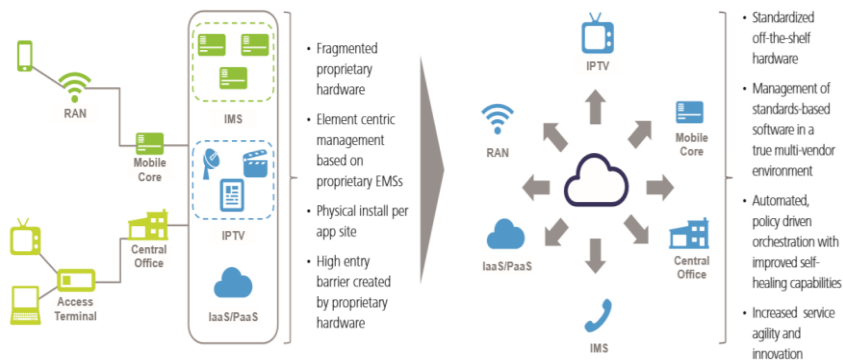 RAN
Mobile
Core
Central
Office
Access
Terminal
IMS
IPTV
IaaS/PaaS
• Fragmented
proprietary
hardware
• Element centric
management
based on
proprietary EMSs
• Physical install per
app site
• High entry
barrier created
by proprietary
hardware
IPTV
RAN
Mobile
Core
IaaS/PaaS
Central
Office
IMS
• Standardized
off-the-shelf
hardware
• Management of
standards-based
software in a
true multi-vendor
environment
• Automated,
policy driven
orchestration with
improved self-
healing capabilities
• Increased service
agility and
innovation